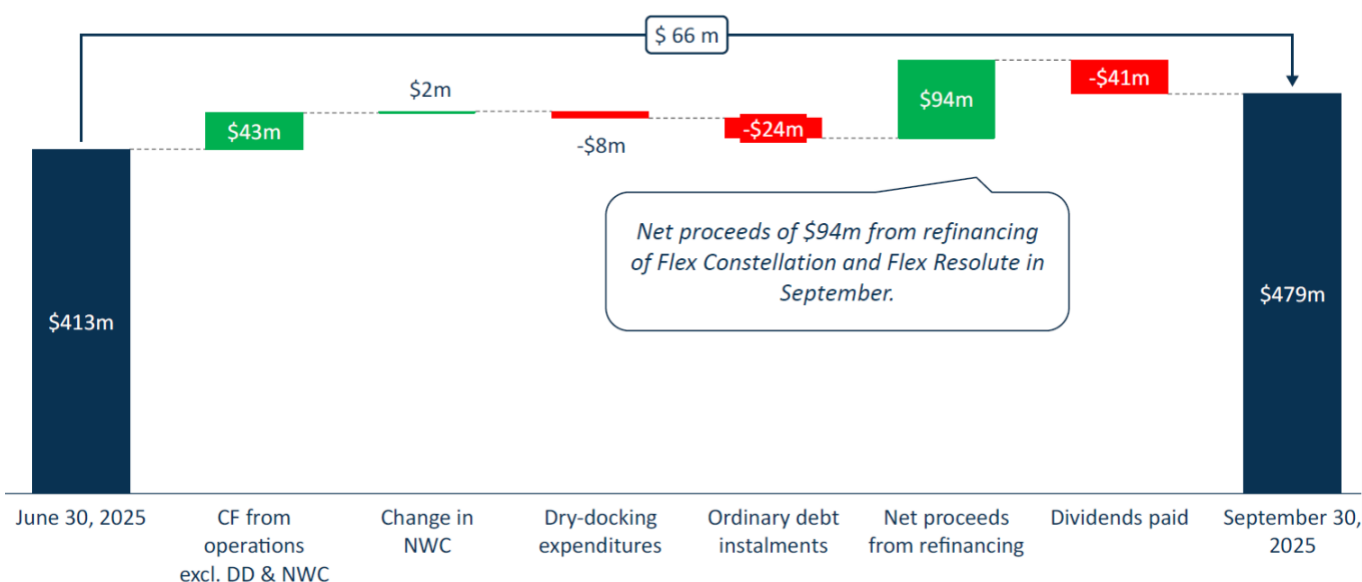 $ 66 m
$413m
$43m
$2m
-$8m
-$24m
$94m
-$41m
$479m
Net proceeds of $94m from refinancing
of Flex Constellation and Flex Resolute in
September.
June 30, 2025
CF from
operations
excl. DD & NWC
Change in
NWC
Dry-docking
expenditures
Ordinary debt
instalments
Net proceeds
from refinancing
Dividends paid
September 30,
2025